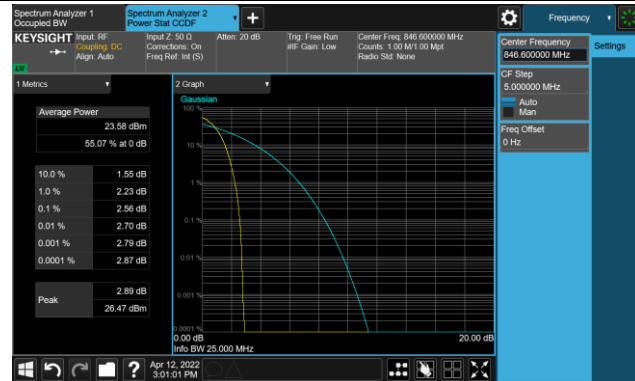 Spectrum Analyzer 1
Occupied BW
Spectrum Analyzer 2
Power Stat CCDF
Frequency
KEYSIGHT
Input: RF
Coupling: DC
Align: Auto
Input Z: 50 Ω
Corrections: On
Freq Ref: Int (S)
Atten: 20 dB
Trig: Free Run
#IF Gain: Low
Center Freq: 846.600000 MHz
Counts: 1.00 M/1.00 Mpt
Radio Std: None
Center Frequency
846.600000 MHz
Settings
CF Step
5.000000 MHz
Auto
Man
Freq Offset
0 Hz
1 Metrics
Average Power
23.58 dBm
55.07 % at 0 dB
10.0 % 1.55 dB
1.0 % 2.23 dB
0.1 % 2.56 dB
0.01 % 2.70 dB
0.001 % 2.79 dB
0.0001 % 2.87 dB
Peak 2.89 dB
26.47 dBm
2 Graph
Gaussian
100 %
10 %
1 %
0.1 %
0.01 %
0.001 %
0.0001 %
0.00 dB 20.00 dB
Info BW 25.000 MHz
?
Apr 12, 2022
3:01:01 PM